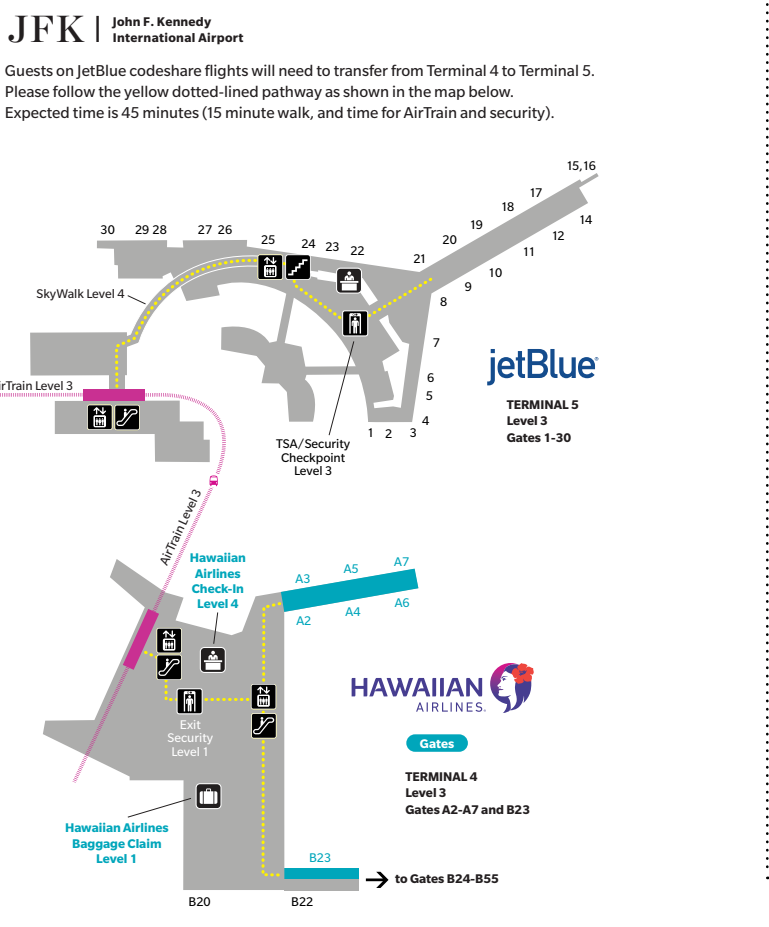 JFK
John F. Kennedy
International Airport
Guests on JetBlue codeshare flights will need to transfer from Terminal 4 to Terminal 5.
Please follow the yellow dotted-lined pathway as shown in the map below.
Expected time is 45 minutes (15 minute walk, and time for AirTrain and security).
15,16
17
18
14
19
12
20
11
30
29 28
27 26
25
24
23
22
21
10
9
8
SkyWalk Level 4
7
jetBlue
6
5
4
1
2
3
irTrain Level 3
TERMINAL 5
Level 3
Gates 1-30
TSA/Security
Checkpoint
Level 3
AirTrain Level 3
Hawaiian
Airlines
Check-In
Level 4
A3
A5
A7
A2
A4
A6
HAWAIIAN
AIRLINES.
Exit
Security
Level 1
Gates
TERMINAL 4
Level 3
Gates A2-A7 and B23
Hawaiian Airlines
Baggage Claim
Level 1
B23
to Gates B24-B55
B20
B22